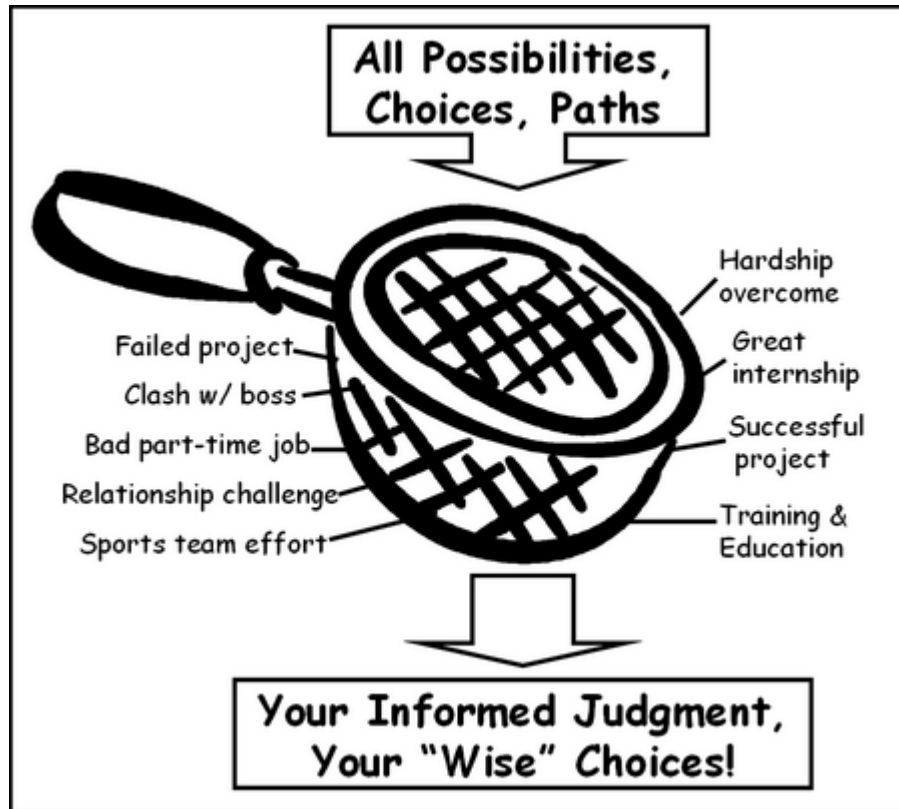 All Possibilities,
Choices, Paths
Hardship
overcome
Failed project
Great
internship
Clash w/ boss
Bad part-time job
Successful
project
Relationship challenge
Sports team effort
Training &
Education
Your Informed Judgment,
Your “Wise” Choices!